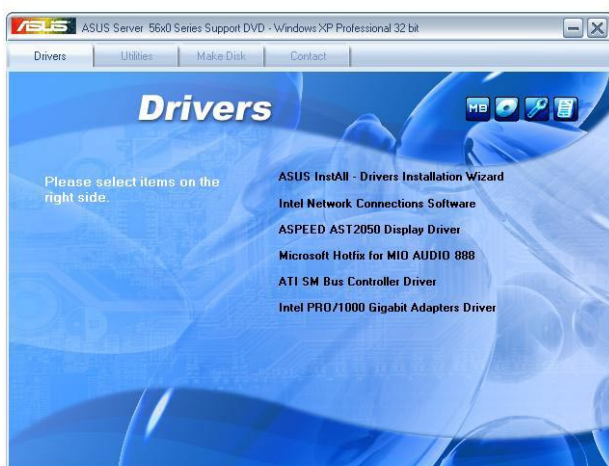 ASUS ASUS Server 56x0 Series Support DVD - Windows XP Professional 32 bit
Drivers Utilities Make Disk Contact
Drivers
MB
Please select items on the
right side.
ASUS InstAll - Drivers Installation Wizard
Intel Network Connections Software
ASPEED AST2050 Display Driver
Microsoft Hotfix for MIO AUDIO 888
ATI SM Bus Controller Driver
Intel PRO/1000 Gigabit Adapters Driver